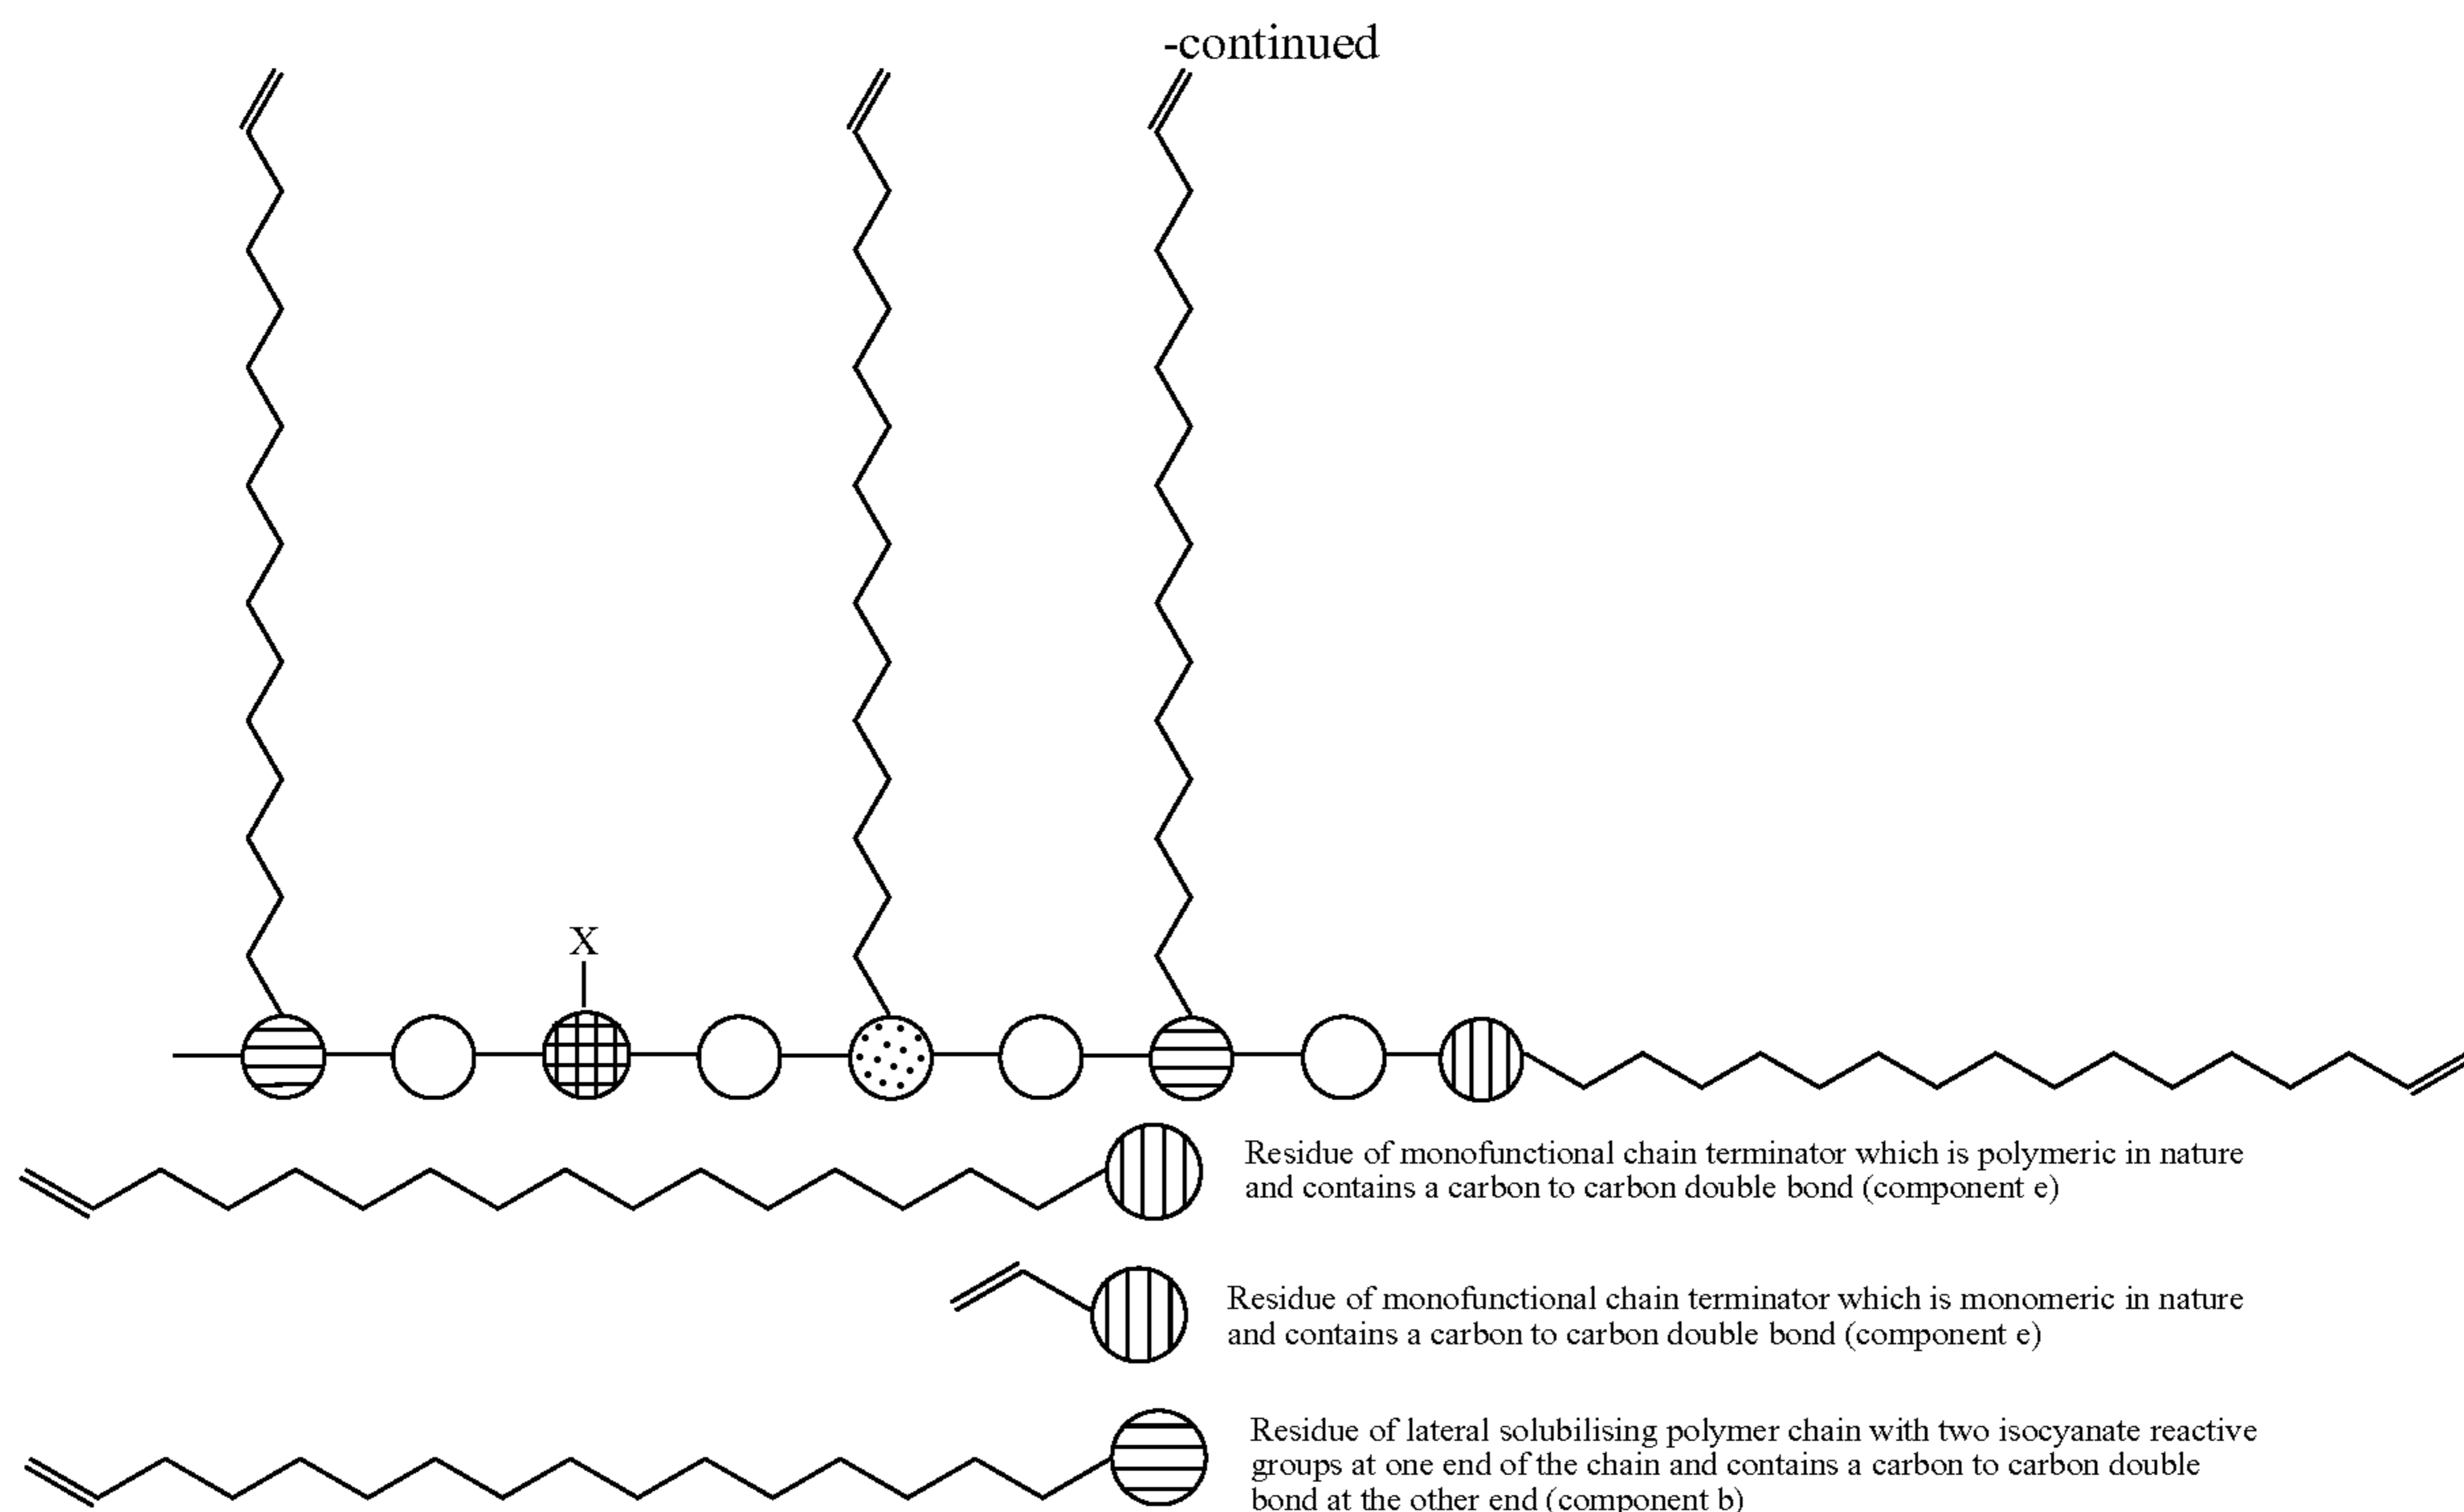 -continued
X
Residue of monofunctional chain terminator which is polymeric in nature
and contains a carbon to carbon double bond (component e)
Residue of monofunctional chain terminator which is monomeric in nature
and contains a carbon to carbon double bond (component e)
Residue of lateral solubilising polymer chain with two isocyanate reactive
groups at one end of the chain and contains a carbon to carbon double
bond at the other end (component b)